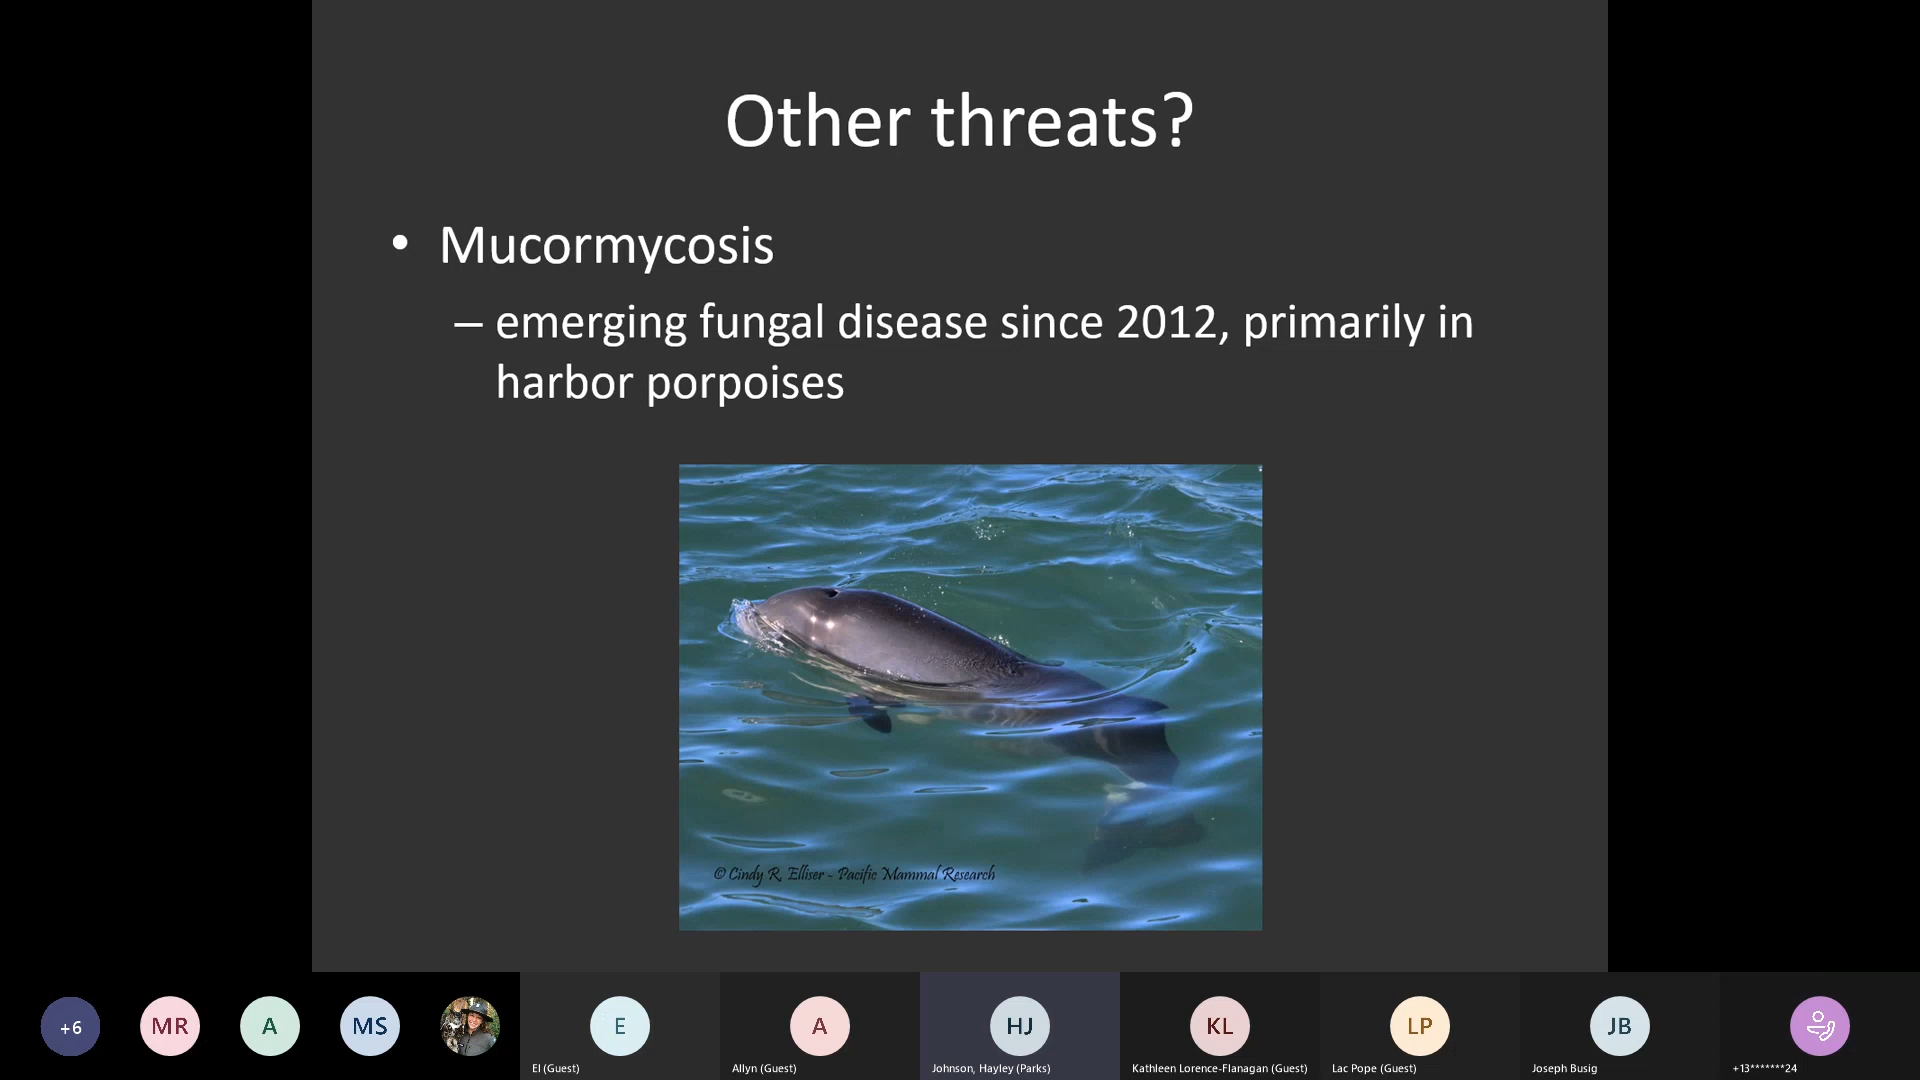 Other threats?
• Mucormycosis
– emerging fungal disease since 2012, primarily in
harbor porpoises
© Cindy R. Elliser - Pacific Mammal Research
+6
MR
A
MS
E
A
HJ
KL
LP
JB
El (Guest)
Allyn (Guest)
Johnson, Hayley (Parks)
Kathleen Lorence-Flanagan (Guest)
Lac Pope (Guest)
Joseph Busig
+13*******24